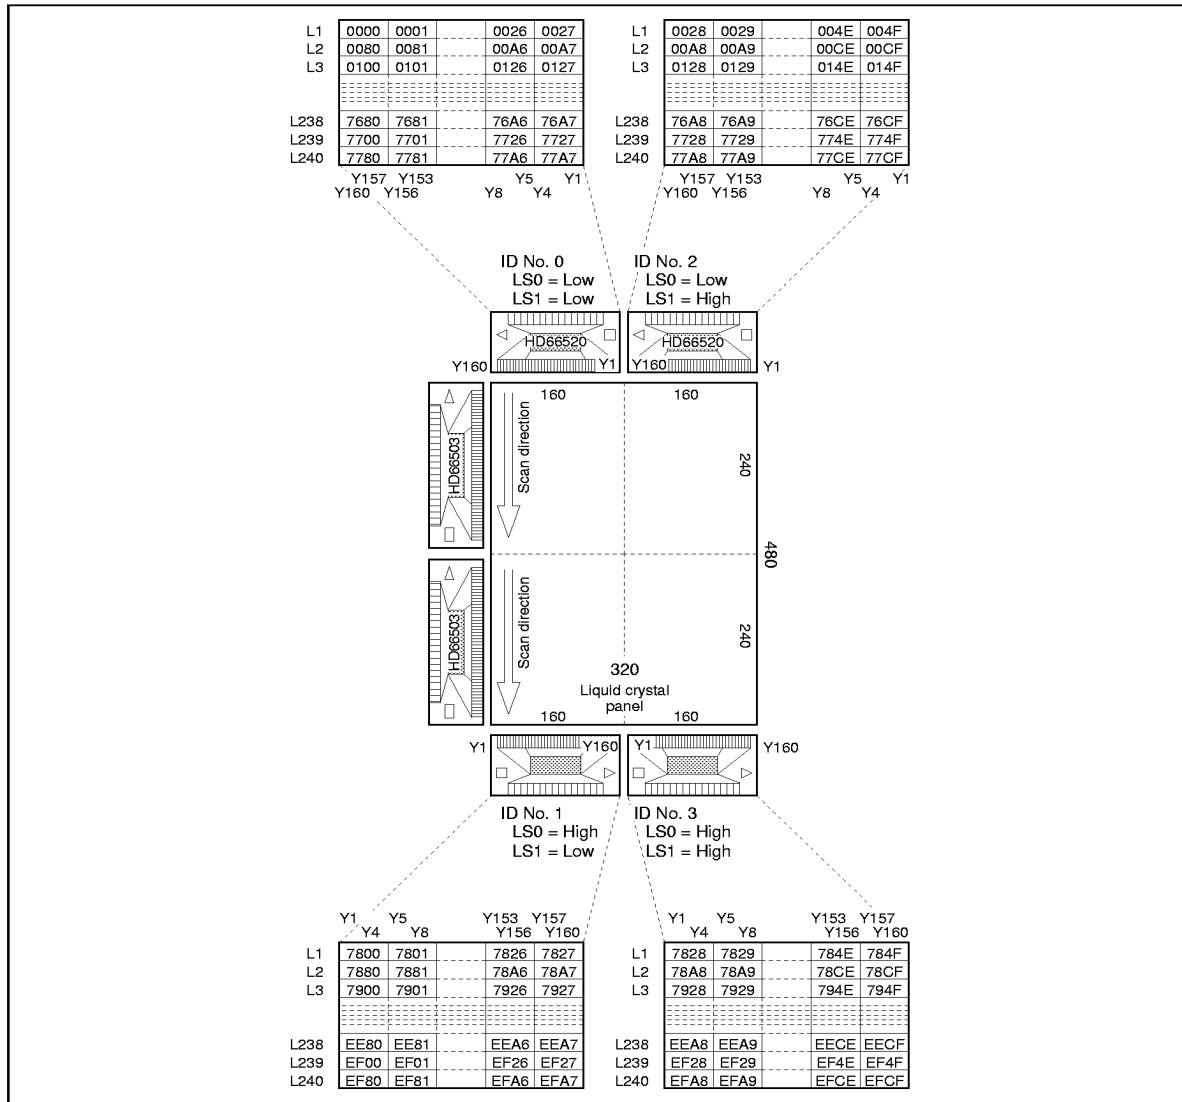 L1 0000 0001 0026 0027 L1 0028 0029 004E 004F
L2 0080 0081 00A6 00A7 L2 00A8 00A9 00CE 00CF
L3 0100 0101 0126 0127 L3 0128 0129 014E 014F
L238 7680 7681 76A6 76A7 L238 76A8 76A9 76CE 76CF
L239 7700 7701 7726 7727 L239 7728 7729 774E 774F
L240 7780 7781 77A6 77A7 L240 77A8 77A9 77CE 77CF
Y157 Y153 Y5 Y1 Y157 Y153 Y5 Y1
Y160 Y156 Y8 Y4 Y160 Y156 Y8 Y4
ID No. 0 ID No. 2
LS0 = Low LS0 = Low
LS1 = Low LS1 = High
HD66520 HD66520
Y160 Y1 Y160 Y1
160 160
HD66503
Scan direction
240
480
HD66503
Scan direction
240
320
Liquid crystal
panel
160 160
Y1 Y160 Y1 Y160
ID No. 1 ID No. 3
LS0 = High LS0 = High
LS1 = Low LS1 = High
Y1 Y5 Y153 Y157 Y1 Y5 Y153 Y157
Y4 Y8 Y156 Y160 Y4 Y8 Y156 Y160
L1 7800 7801 7826 7827 L1 7828 7829 784E 784F
L2 7880 7881 78A6 78A7 L2 78A8 78A9 78CE 78CF
L3 7900 7901 7926 7927 L3 7928 7929 794E 794F
L238 EE80 EE81 EEA6 EEA7 L238 EEA8 EEA9 EECE EECF
L239 EF00 EF01 EF26 EF27 L239 EF28 EF29 EF4E EF4F
L240 EF80 EF81 EFA6 EFA7 L240 EFA8 EFA9 EFCE EFCF